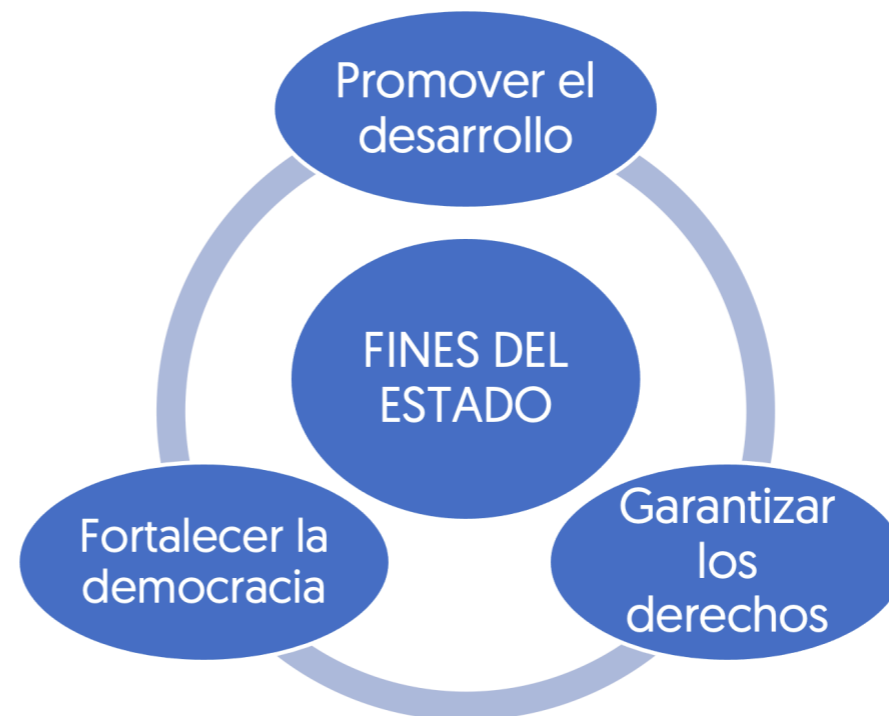 Promover el
desarrollo
FINES DEL
ESTADO
Garantizar
los
derechos
Fortalecer la
democracia